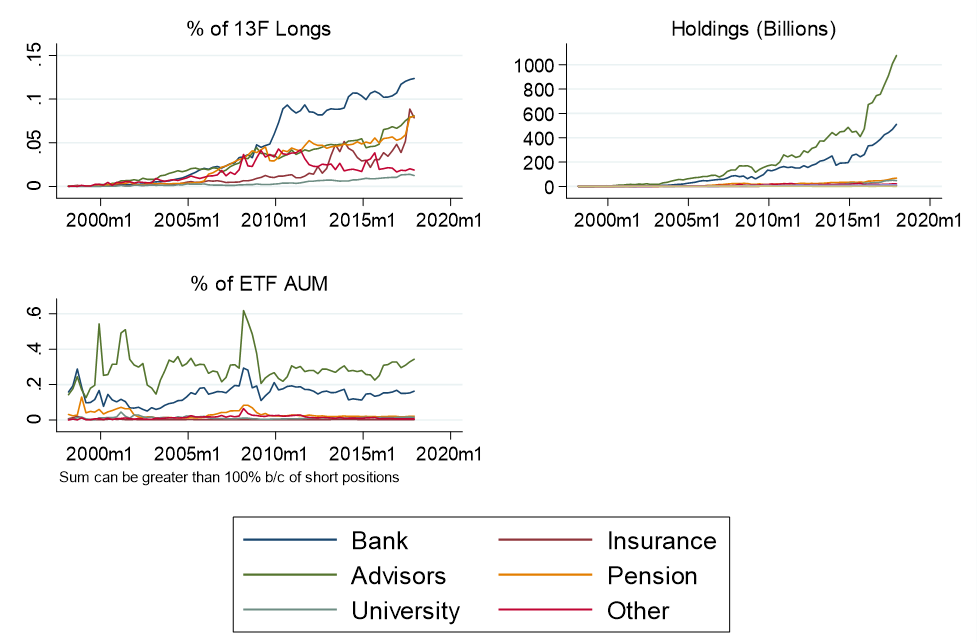 % of 13F Longs
.15
.1
.05
0
2000m1 2005m1 2010m1 2015m1 2020m1
Holdings (Billions)
1000
800
600
400
200
0
2000m1 2005m1 2010m1 2015m1 2020m1
% of ETF AUM
.6
.4
.2
0
2000m1 2005m1 2010m1 2015m1 2020m1
Sum can be greater than 100% b/c of short positions
Bank Insurance
Advisors Pension
University Other